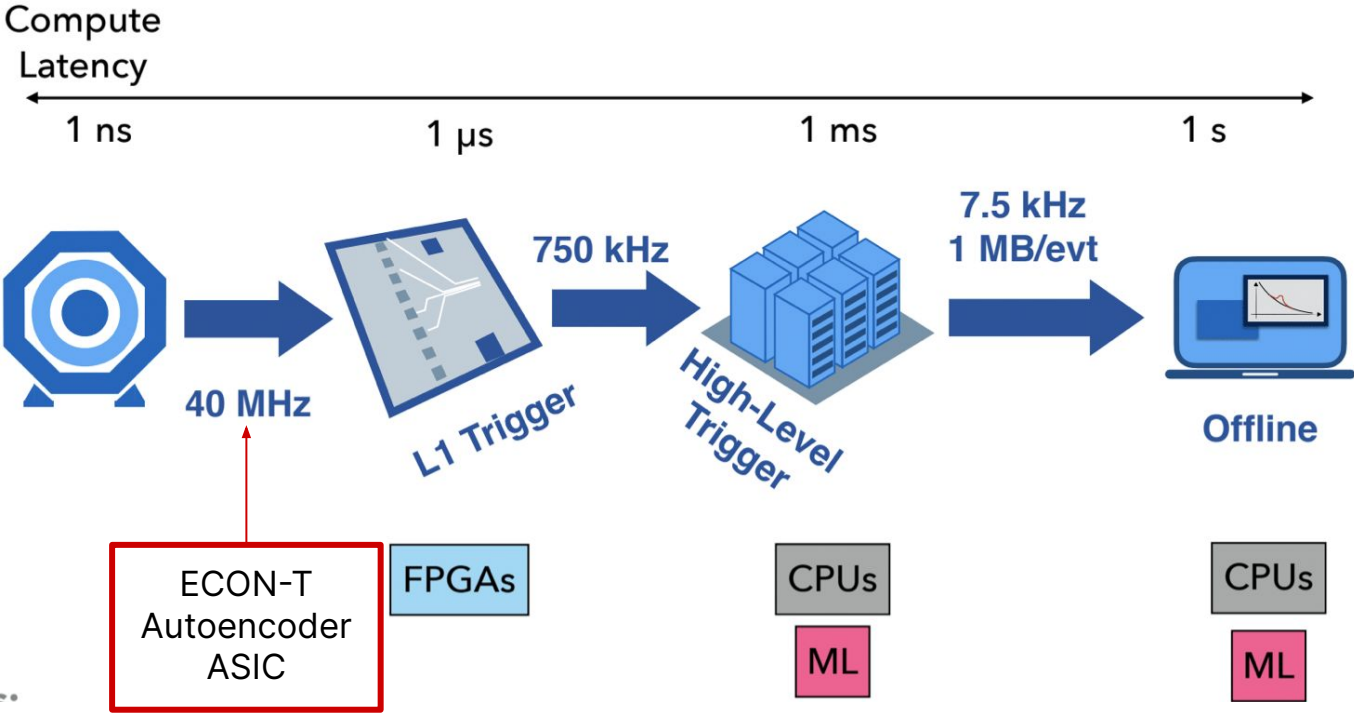 Compute
Latency
1 ns
1 μs
1 ms
1 s
40 MHz
L1 Trigger
750 kHz
High-Level
Trigger
7.5 kHz
1 MB/evt
Offline
ECON-T
Autoencoder
ASIC
FPGAs
CPUs
ML
CPUs
ML